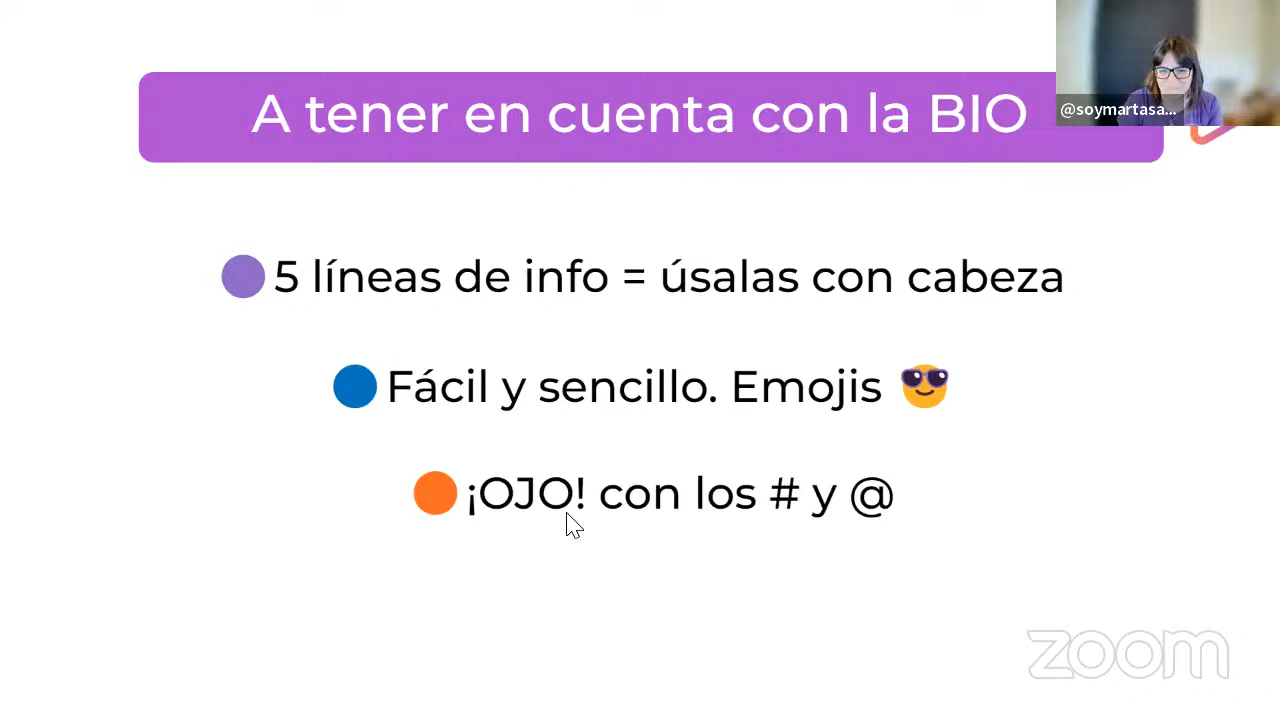 A tener en cuenta con la BIO
@soymartasa...
5 líneas de info = úsalas con cabeza
Fácil y sencillo. Emojis 😎
¡OJO! con los # y @
zoom